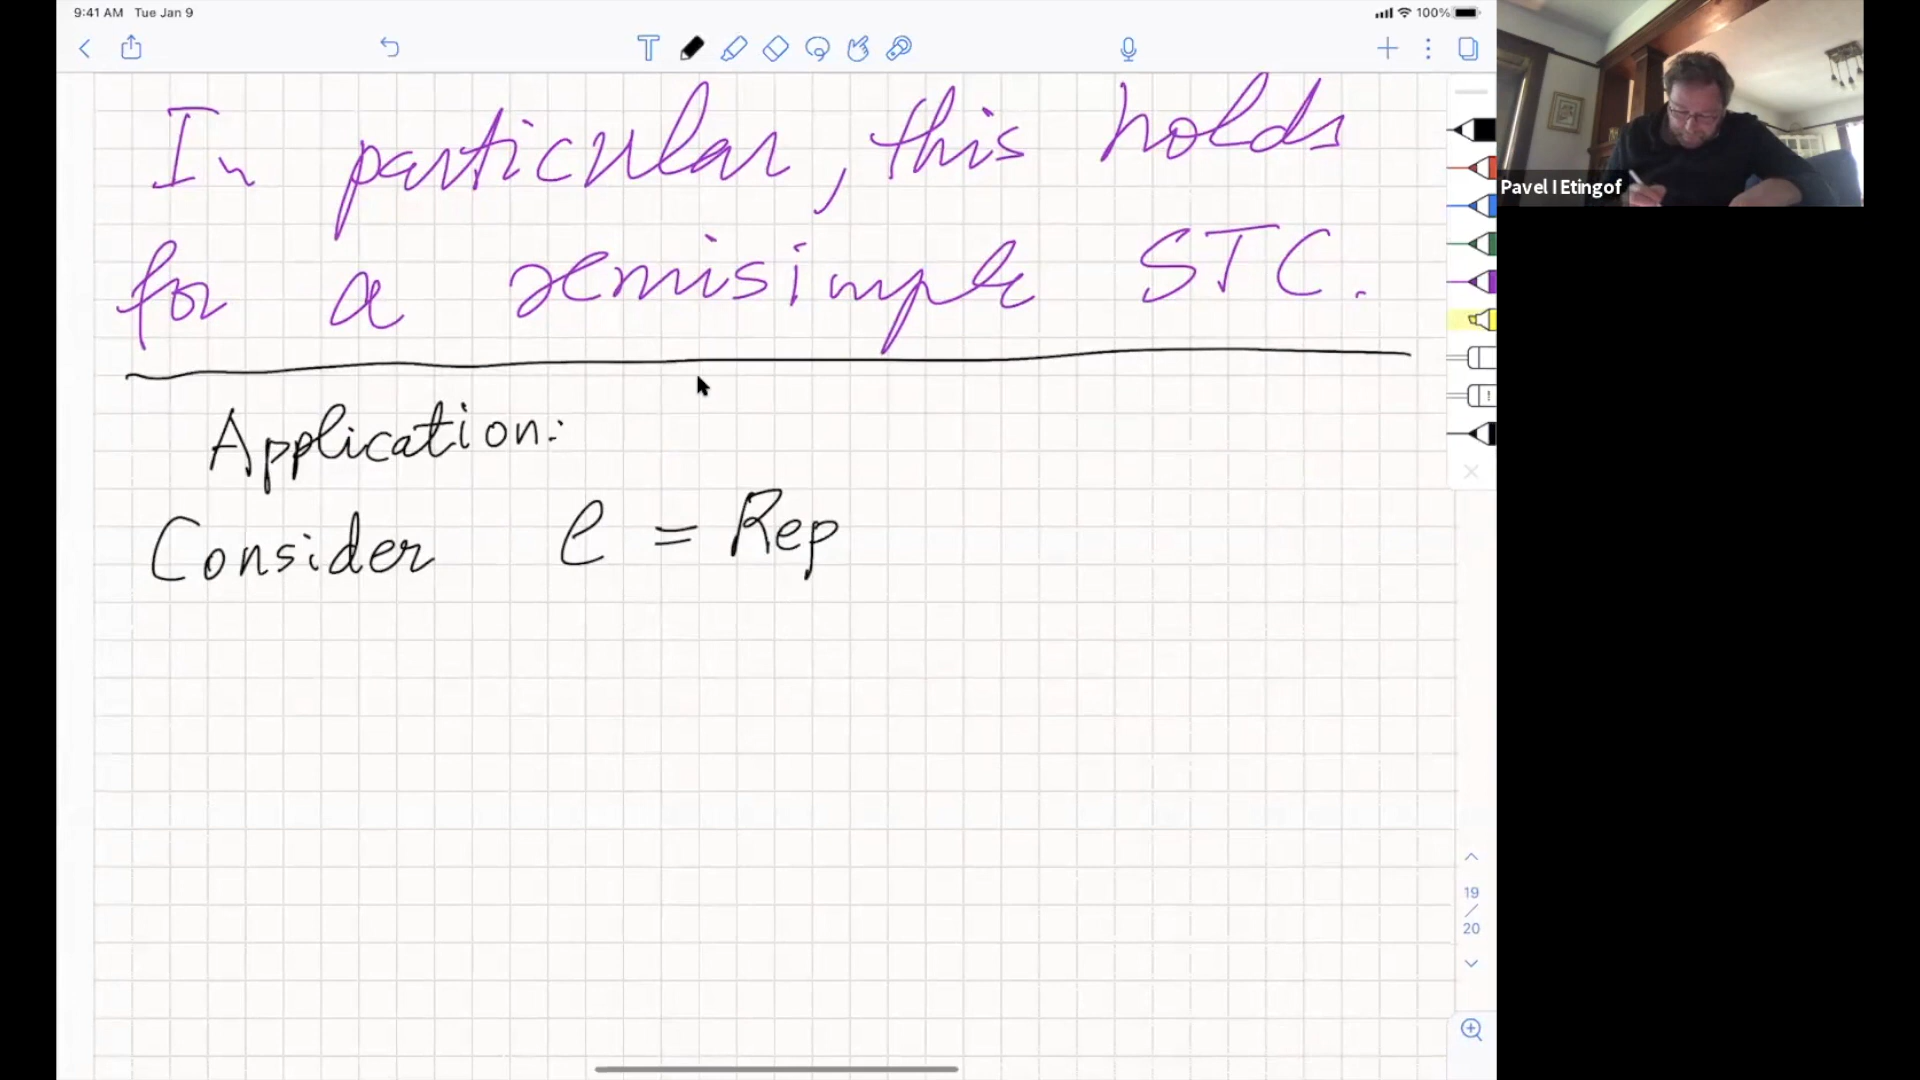 9:41 AM Tue Jan 9
100%
In particular, this holds
for a semisimple STC.
Application:
Consider C = Rep
Pavel I Etingof
19
/
20